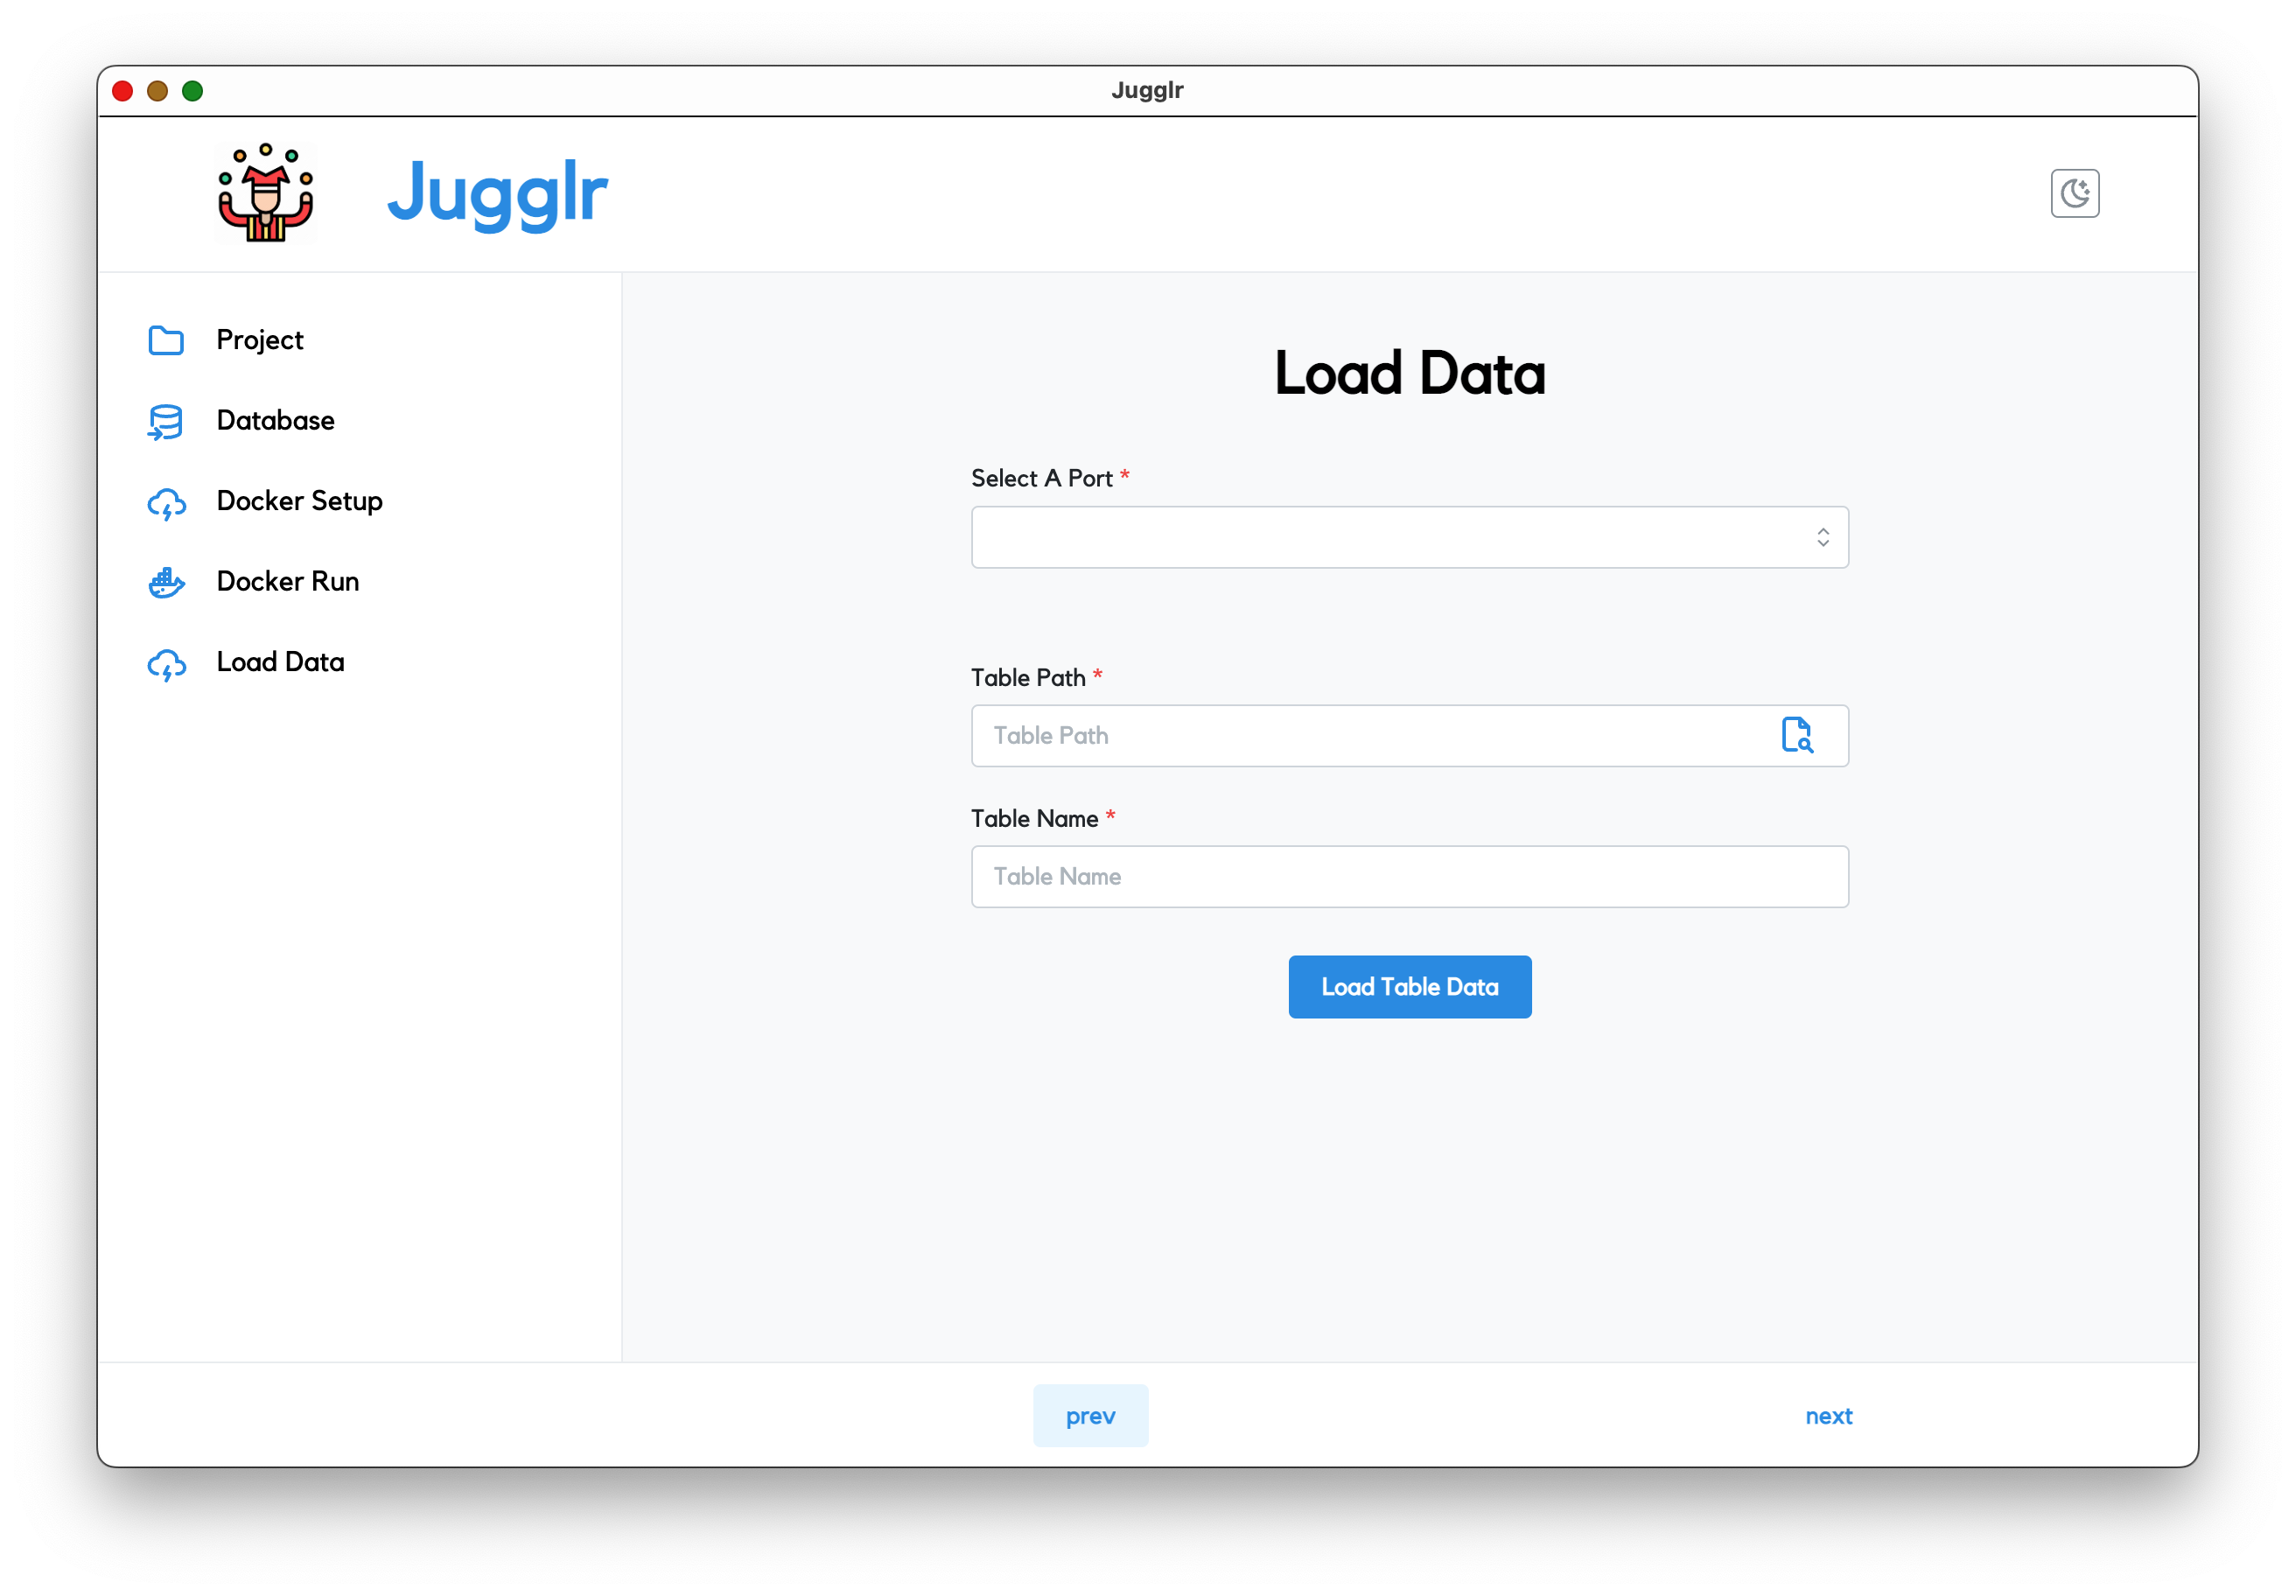 Jugglr
Jugglr
Project
Database
Docker Setup
Docker Run
Load Data
Load Data
Select A Port *
Table Path *
Table Path
Table Name *
Table Name
Load Table Data
prev
next